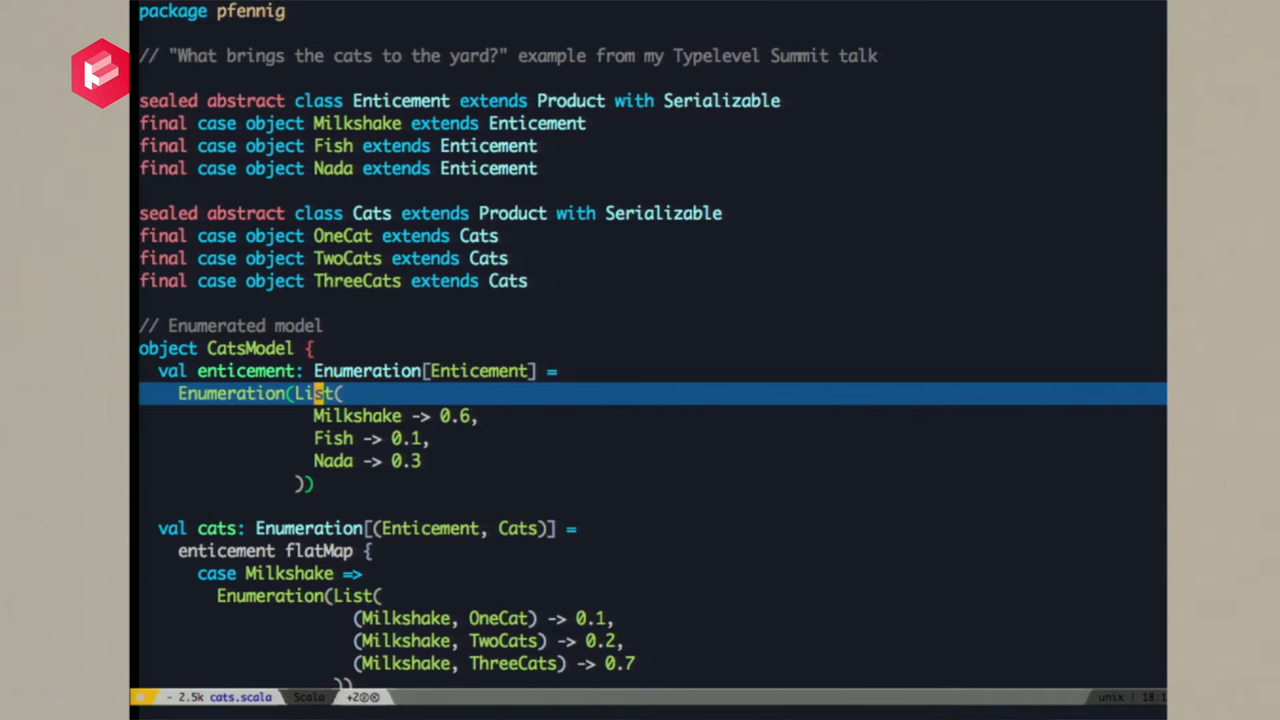 package pfennig
// "What brings the cats to the yard?" example from my Typelevel Summit talk
sealed abstract class Enticement extends Product with Serializable
final case object Milkshake extends Enticement
final case object Fish extends Enticement
final case object Nada extends Enticement
sealed abstract class Cats extends Product with Serializable
final case object OneCat extends Cats
final case object TwoCats extends Cats
final case object ThreeCats extends Cats
// Enumerated model
object CatsModel {
val enticement: Enumeration[Enticement] =
Enumeration(List(
Milkshake -> 0.6,
Fish -> 0.1,
Nada -> 0.3
))
val cats: Enumeration[(Enticement, Cats)] =
enticement flatMap {
case Milkshake =>
Enumeration(List(
(Milkshake, OneCat) -> 0.1,
(Milkshake, TwoCats) -> 0.2,
(Milkshake, ThreeCats) -> 0.7
))
- 2.5k cats.scala Scala unix | 18:1